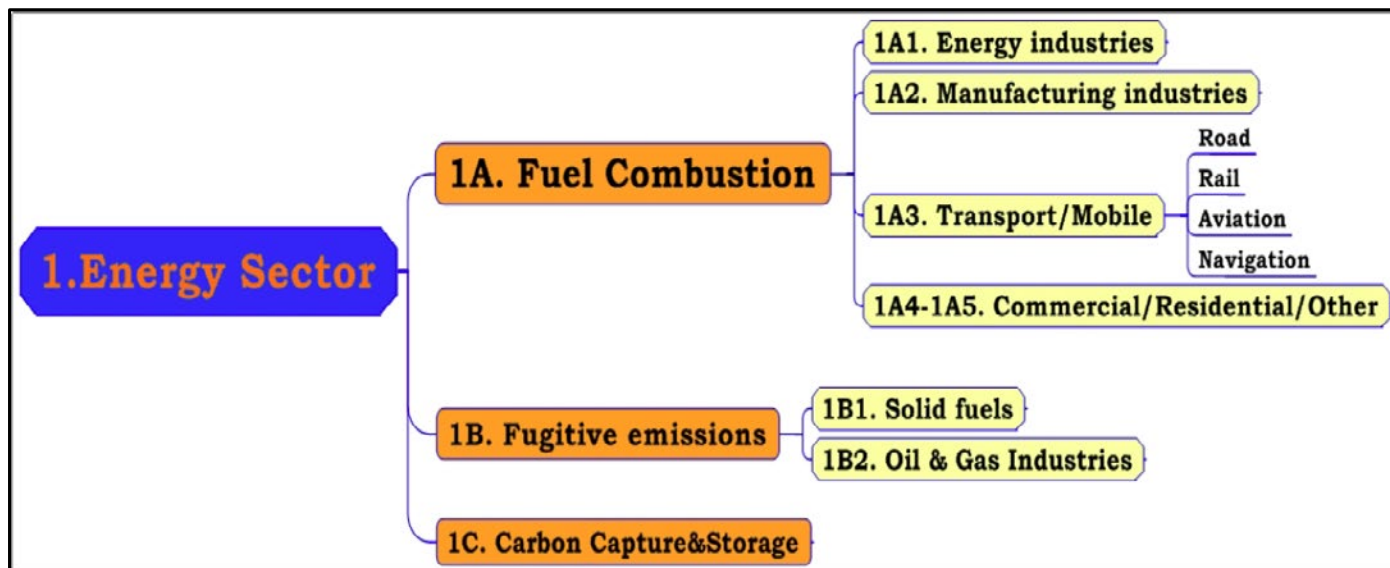 1.Energy Sector
1A. Fuel Combustion
1A1. Energy industries
1A2. Manufacturing industries
1A3. Transport/Mobile
Road
Rail
Aviation
Navigation
1A4-1A5. Commercial/Residential/Other
1B. Fugitive emissions
1B1. Solid fuels
1B2. Oil & Gas Industries
1C. Carbon Capture&Storage